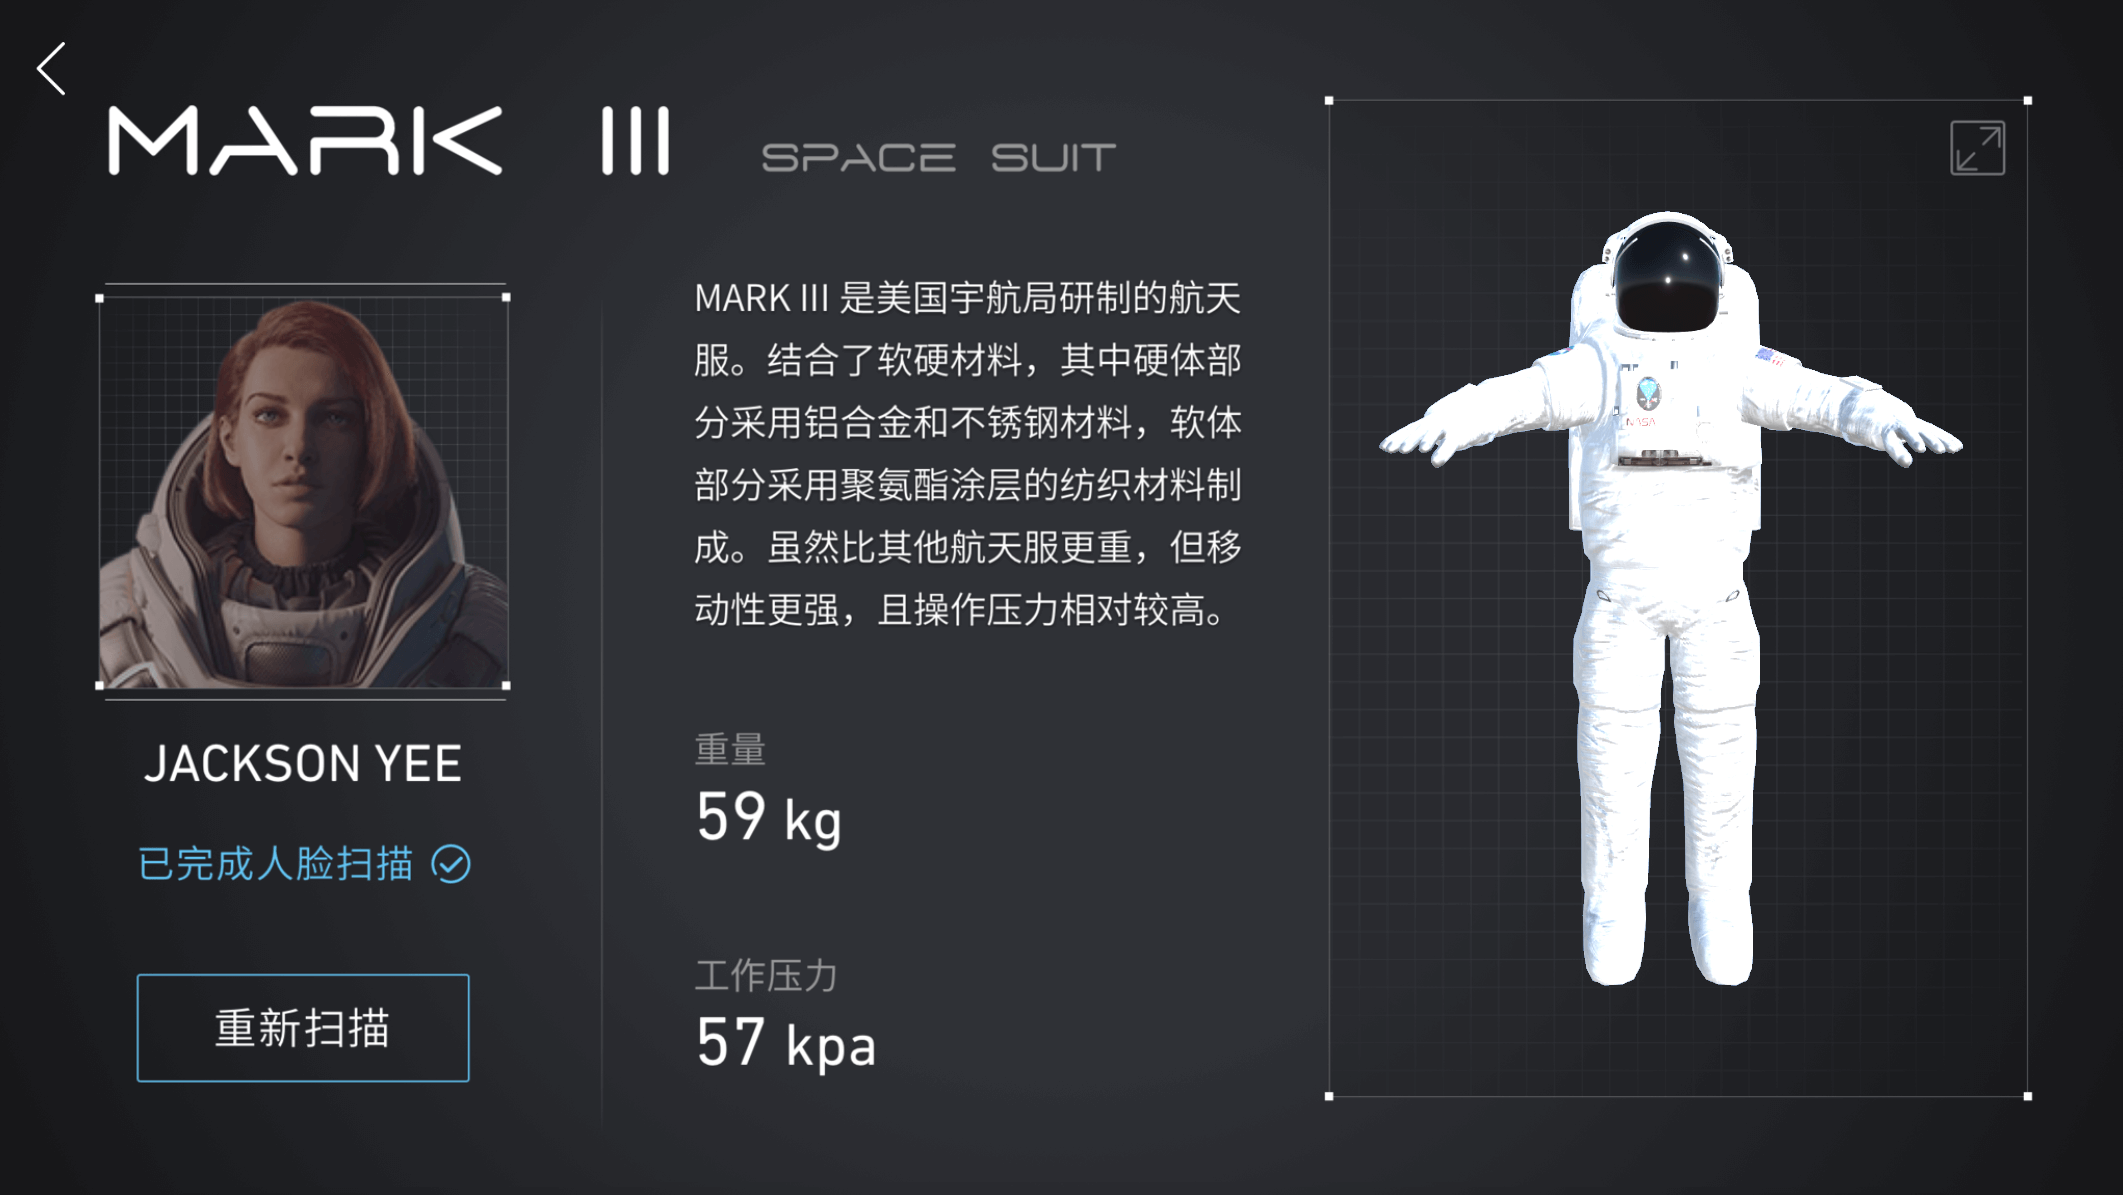 MARK III SPACE SUIT
JACKSON YEE
已完成人脸扫描
重新扫描
MARK III 是美国宇航局研制的航天
服。结合了软硬材料，其中硬体部
分采用铝合金和不锈钢材料，软体
部分采用聚氨酯涂层的纺织材料制
成。虽然比其他航天服更重，但移
动性更强，且操作压力相对较高。
重量
59 kg
工作压力
57 kpa
NASA